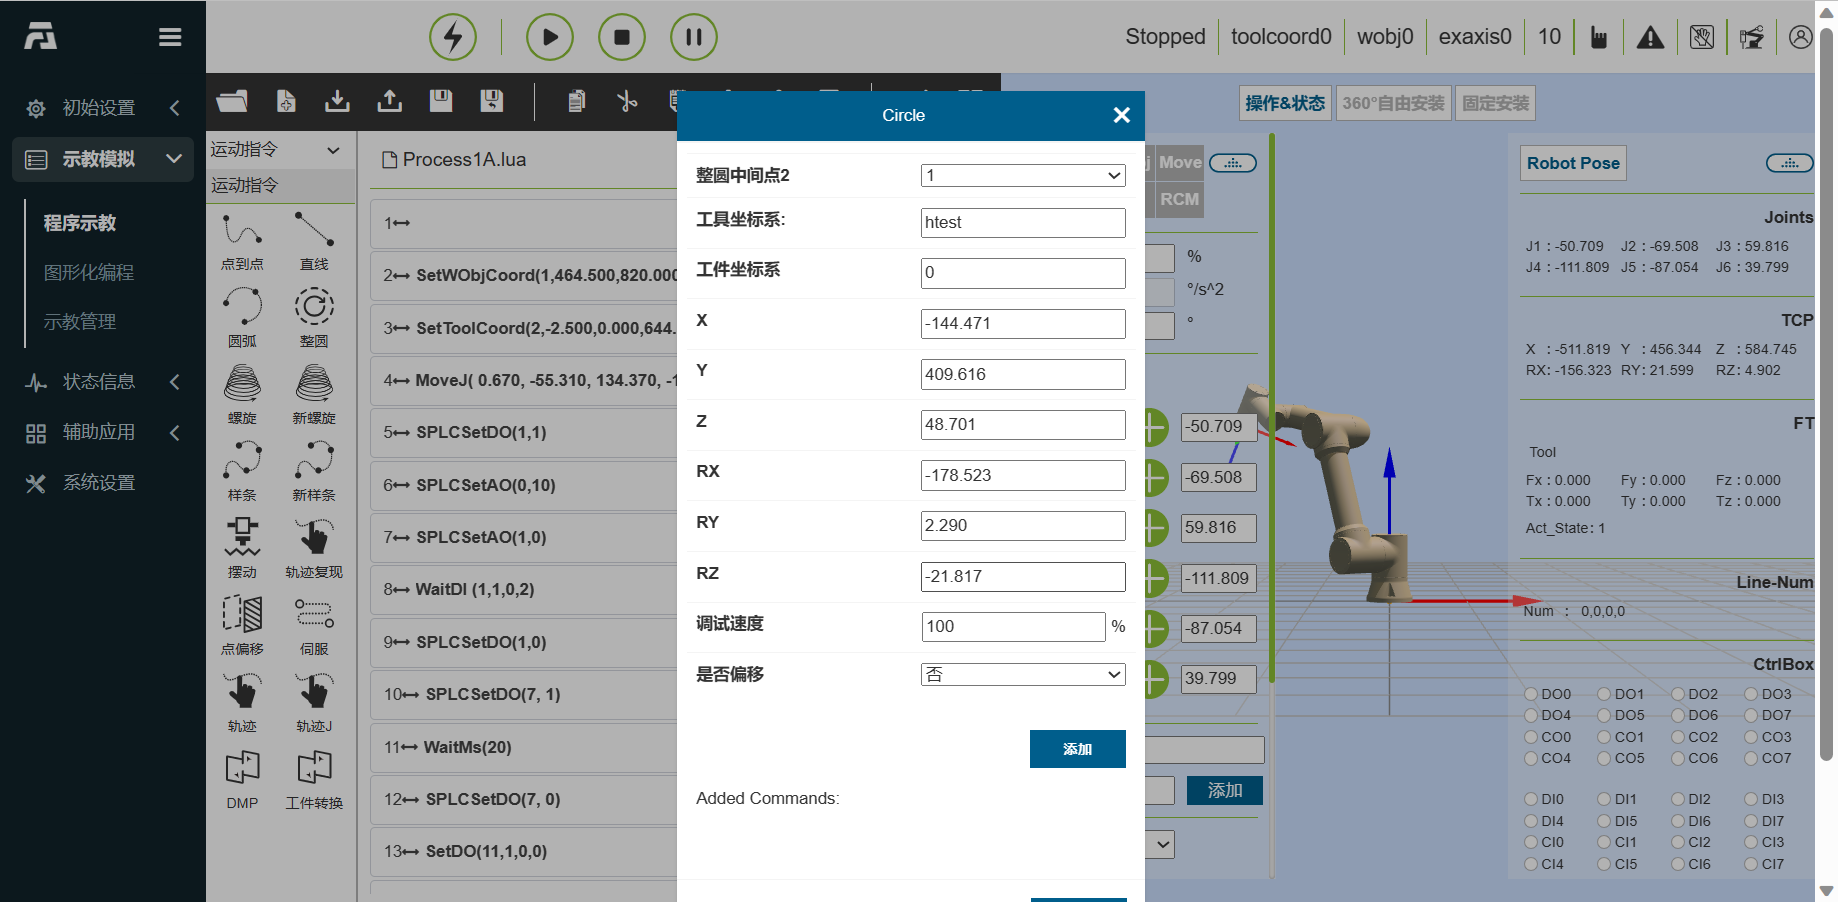 Stopped
toolcoord0
wobj0
exaxis0
10
初始设置
示教模拟
程序示教
图形化编程
示教管理
状态信息
辅助应用
系统设置
运动指令
运动指令
点到点
直线
圆弧
整圆
螺旋
新螺旋
样条
新样条
摆动
轨迹复现
点偏移
伺服
轨迹
轨迹J
DMP
工件转换
Process1A.lua
1
2 SetWObjCoord(1,464.500,820.000
3 SetToolCoord(2,-2.500,0.000,644.
4 MoveJ( 0.670, -55.310, 134.370, -1
5 SPLCSetDO(1,1)
6 SPLCSetAO(0,10)
7 SPLCSetAO(1,0)
8 WaitDI (1,1,0,2)
9 SPLCSetDO(1,0)
10 SPLCSetDO(7, 1)
11 WaitMs(20)
12 SPLCSetDO(7, 0)
13 SetDO(11,1,0,0)
Circle
整圆中间点2 1
工具坐标系: htest
工件坐标系 0
X -144.471
Y 409.616
Z 48.701
RX -178.523
RY 2.290
RZ -21.817
调试速度 100 %
是否偏移 否
添加
Added Commands:
操作&状态
360°自由安装
固定安装
Move
RCM
%
°/s^2
°
-50.709
-69.508
59.816
-111.809
-87.054
39.799
添加
Robot Pose
Joints
J1 : -50.709 J2 : -69.508 J3 : 59.816
J4 : -111.809 J5 : -87.054 J6 : 39.799
TCP
X : -511.819 Y : 456.344 Z : 584.745
RX: -156.323 RY: 21.599 RZ: 4.902
FT
Tool
Fx : 0.000 Fy : 0.000 Fz : 0.000
Tx : 0.000 Ty : 0.000 Tz : 0.000
Act_State: 1
Line-Num
Num : 0,0,0,0
CtrlBox
DO0 DO1 DO2 DO3
DO4 DO5 DO6 DO7
CO0 CO1 CO2 CO3
CO4 CO5 CO6 CO7
DI0 DI1 DI2 DI3
DI4 DI5 DI6 DI7
CI0 CI1 CI2 CI3
CI4 CI5 CI6 CI7